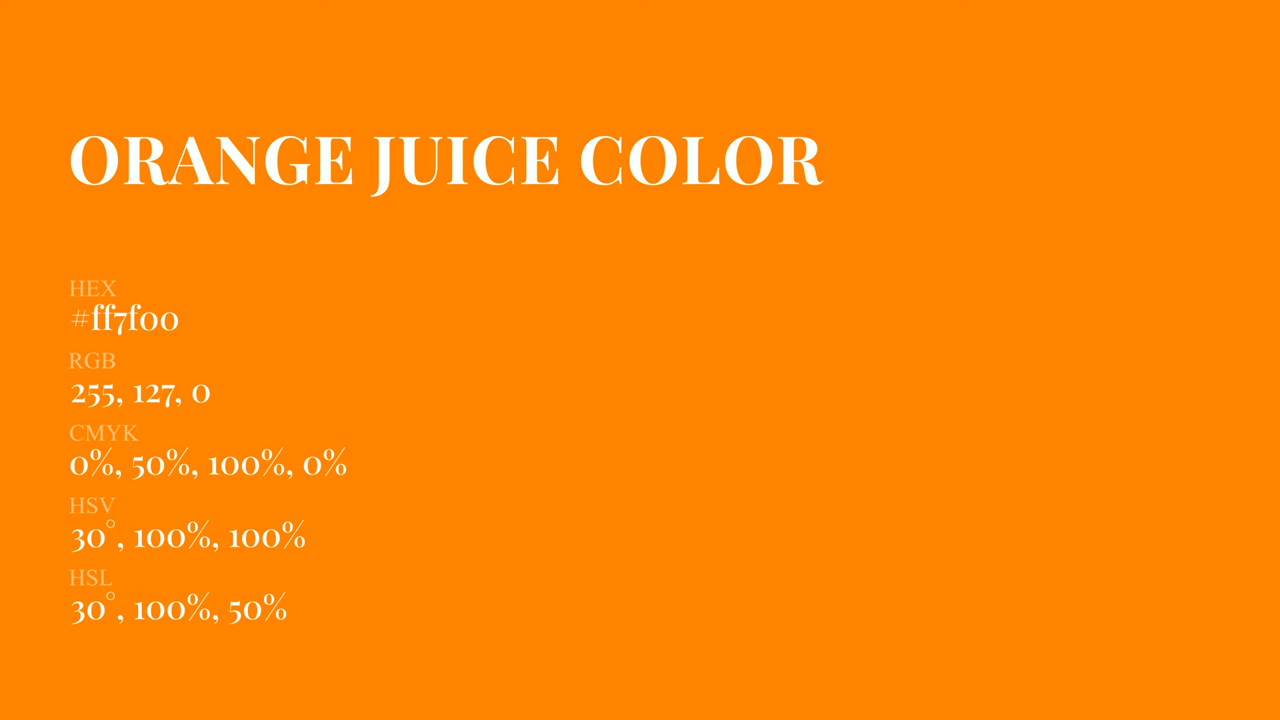 ORANGE JUICE COLOR
HEX
#ff7f00
RGB
255, 127, 0
CMYK
0%, 50%, 100%, 0%
HSV
30°, 100%, 100%
HSL
30°, 100%, 50%